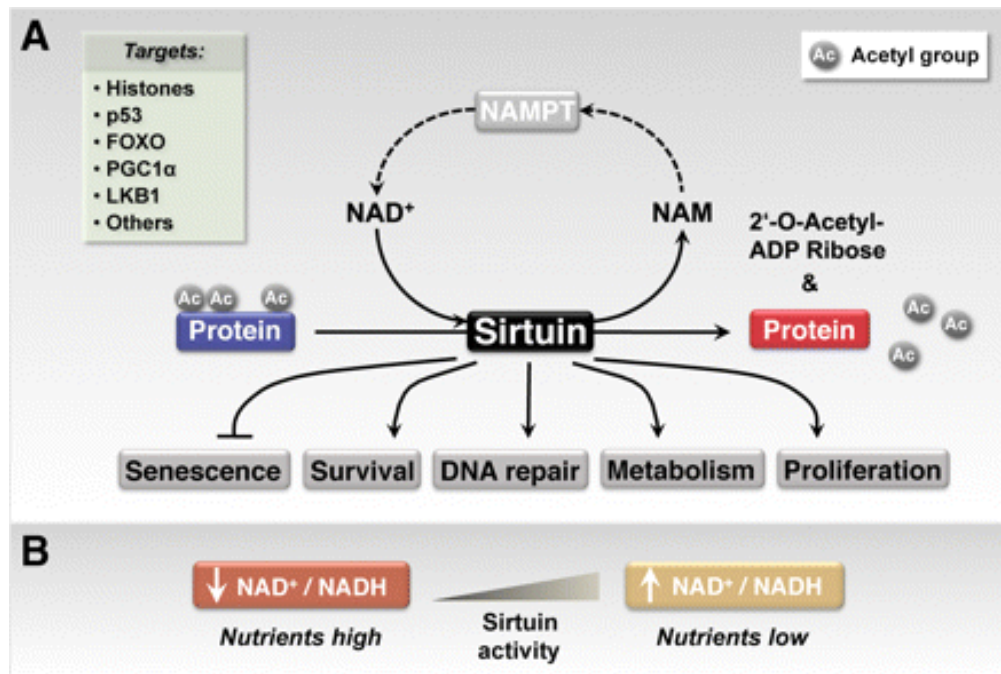 A
Targets:
• Histones
• p53
• FOXO
• PGC1α
• LKB1
• Others
Ac Acetyl group
NAMPT
NAD⁺
NAM
2'-O-Acetyl-
ADP Ribose
&
Ac Ac Ac
Protein
Sirtuin
Protein
Ac
Ac
Ac
Senescence
Survival
DNA repair
Metabolism
Proliferation
B
↓ NAD⁺ / NADH
Nutrients high
Sirtuin
activity
↑ NAD⁺ / NADH
Nutrients low